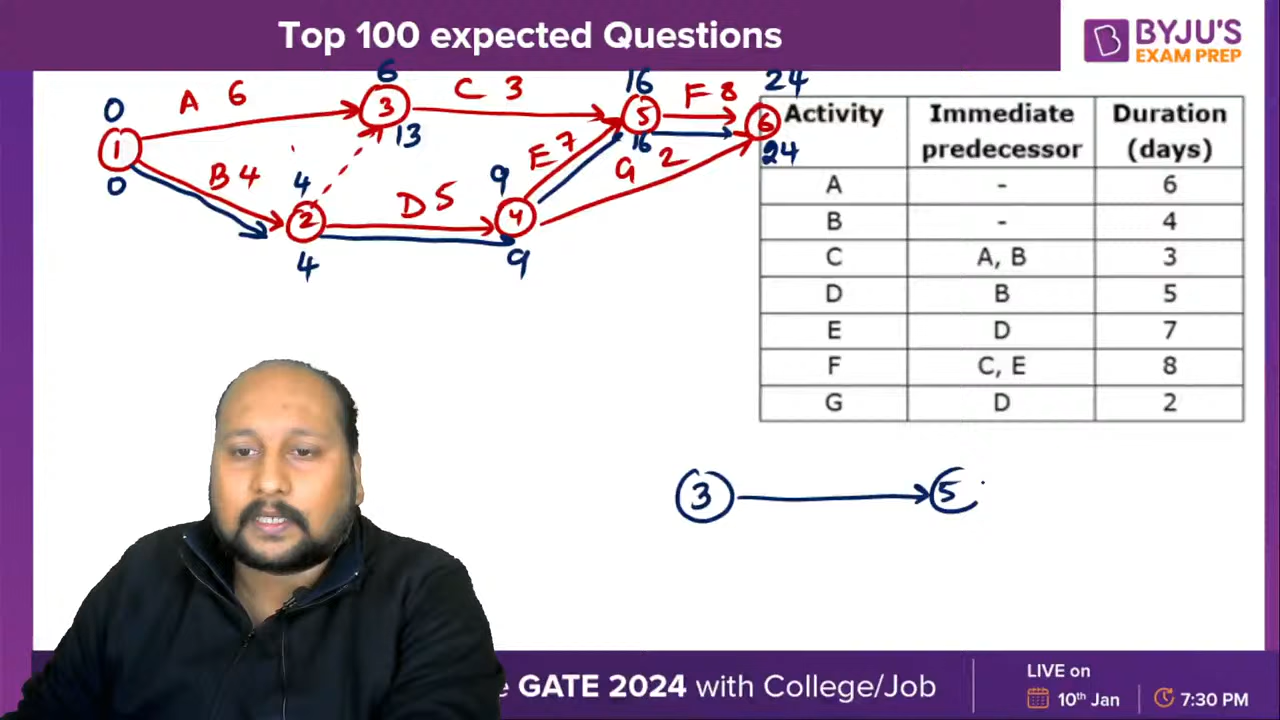 Top 100 expected Questions
BYJU'S
EXAM PREP
0
A 6
6
3
13
C 3
16
5
16
F 8
24
6
24
1
0
B 4
4
2
4
D 5
9
4
9
E 7
G 2
Activity Immediate predecessor Duration (days)
A - 6
B - 4
C A, B 3
D B 5
E D 7
F C, E 8
G D 2
3 5
GATE 2024 with College/Job
LIVE on
10th Jan 7:30 PM